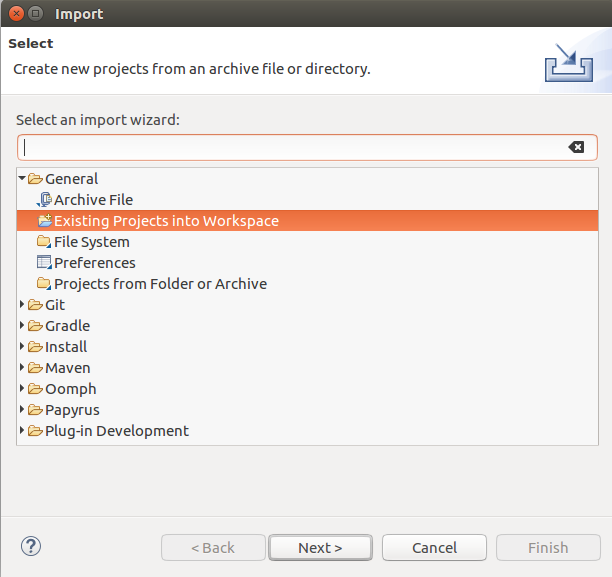 Import
Select
Create new projects from an archive file or directory.
Select an import wizard:
General
Archive File
Existing Projects into Workspace
File System
Preferences
Projects from Folder or Archive
Git
Gradle
Install
Maven
Oomph
Papyrus
Plug-in Development
? < Back Next > Cancel Finish